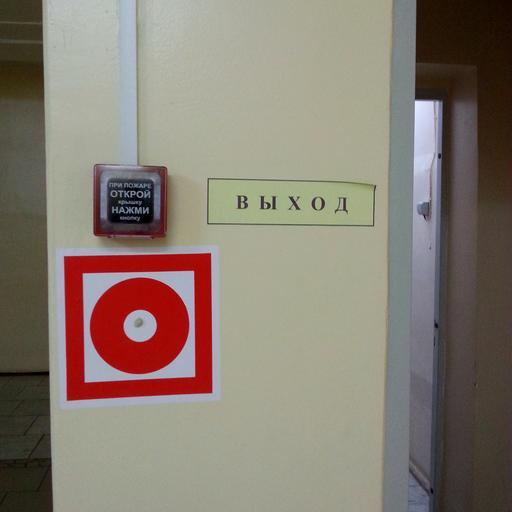 ПРИ ПОЖАРЕ
ОТКРОЙ
крышку
НАЖМИ
кнопку
ВЫХОД